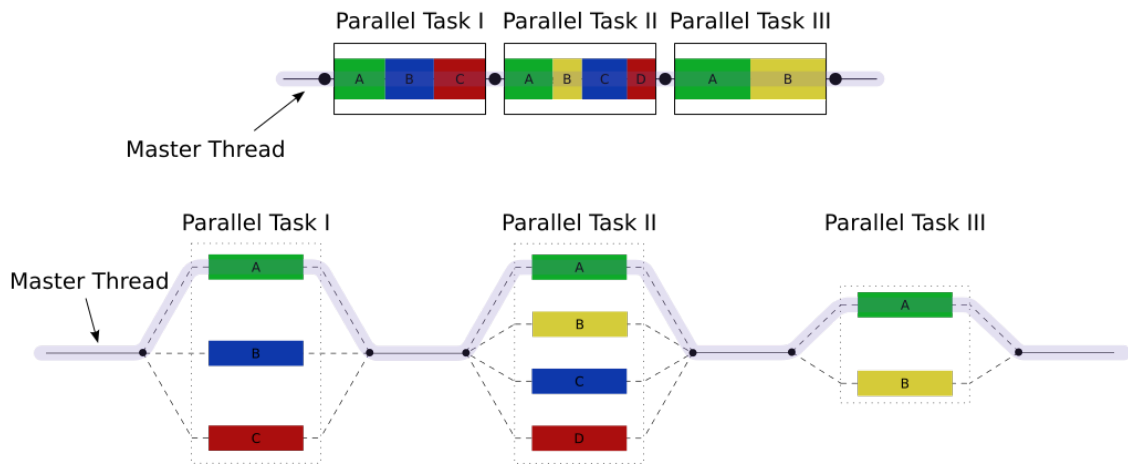 Parallel Task I Parallel Task II Parallel Task III
A B C A B C D A B
Master Thread
Parallel Task I Parallel Task II Parallel Task III
A A
Master Thread
A
B
B
C
B
C D